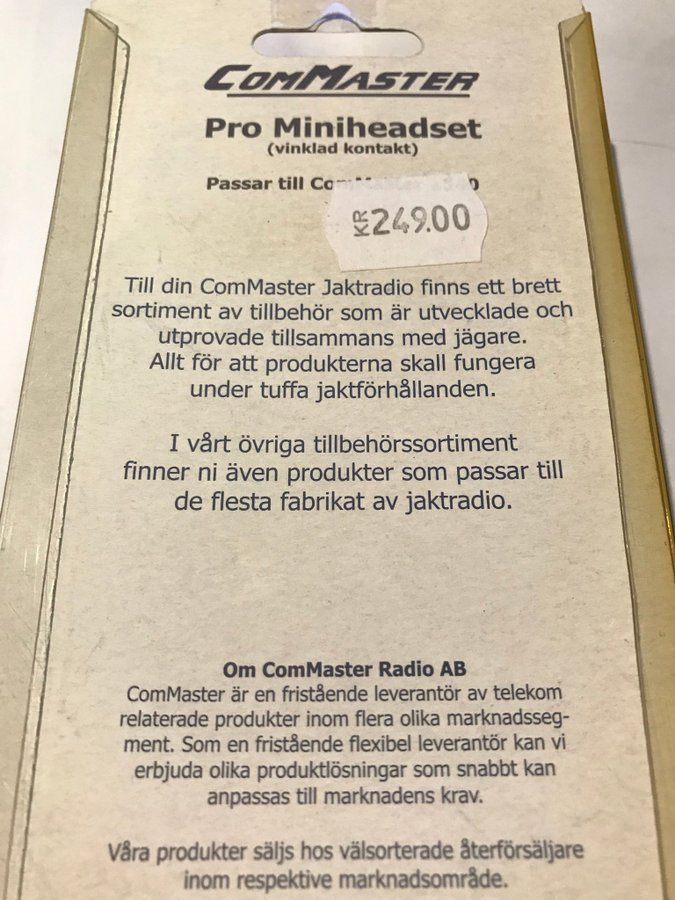 COMMASTER
Pro Miniheadset
(vinklad kontakt)
Passar till
KR 249.00
Till din ComMaster Jaktradio finns ett brett
sortiment av tillbehör som är utvecklade och
utprovade tillsammans med jägare.
Allt för att produkterna skall fungera
under tuffa jaktförhållanden.
I vårt övriga tillbehörssortiment
finner ni även produkter som passar till
de flesta fabrikat av jaktradio.
Om ComMaster Radio AB
ComMaster är en fristående leverantör av telekom
relaterade produkter inom flera olika marknadsseg-
ment. Som en fristående flexibel leverantör kan vi
erbjuda olika produktlösningar som snabbt kan
anpassas till marknadens krav.
Våra produkter säljs hos välsorterade återförsäljare
inom respektive marknadsområde.